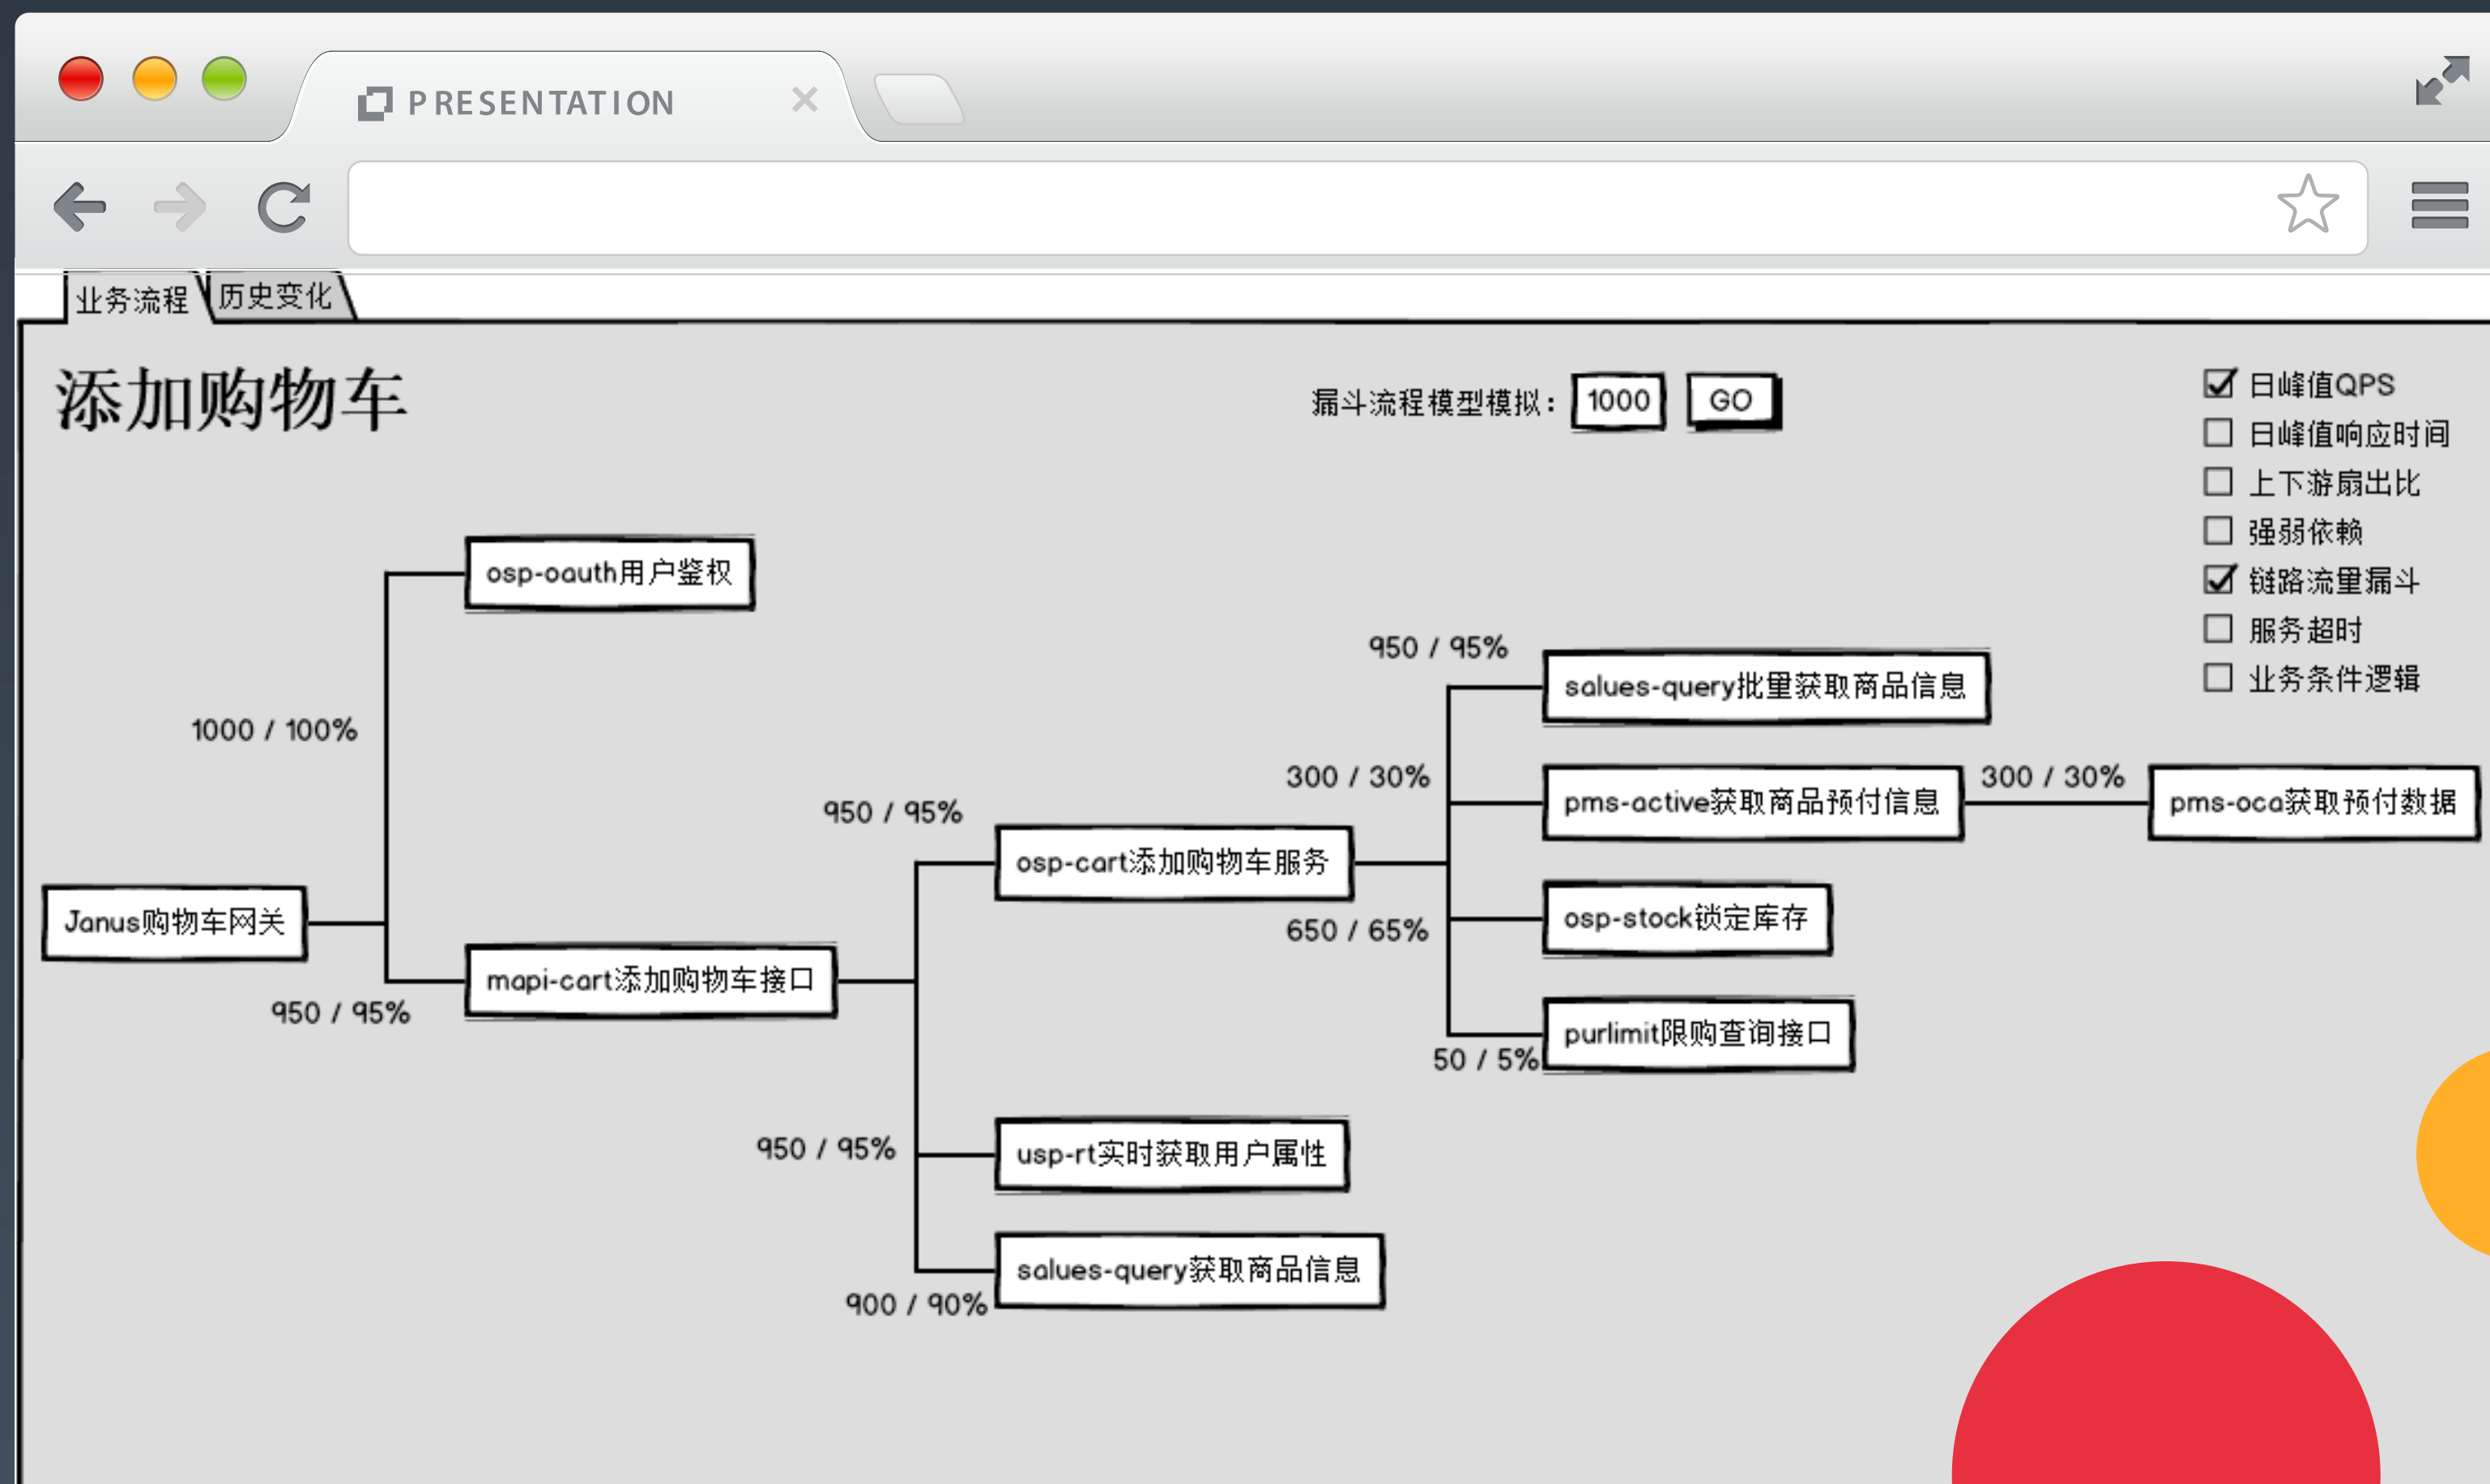 PRESENTATION
业务流程
历史变化
添加购物车
漏斗流程模型模拟：
1000
GO
日峰值QPS
日峰值响应时间
上下游扇出比
强弱依赖
链路流量漏斗
服务超时
业务条件逻辑
osp-oauth用户鉴权
1000 / 100%
Janus购物车网关
950 / 95%
mapi-cart添加购物车接口
950 / 95%
osp-cart添加购物车服务
950 / 95%
usp-rt实时获取用户属性
900 / 90%
salues-query获取商品信息
950 / 95%
salues-query批量获取商品信息
300 / 30%
pms-active获取商品预付信息
300 / 30%
pms-oca获取预付数据
650 / 65%
osp-stock锁定库存
50 / 5%
purlimit限购查询接口